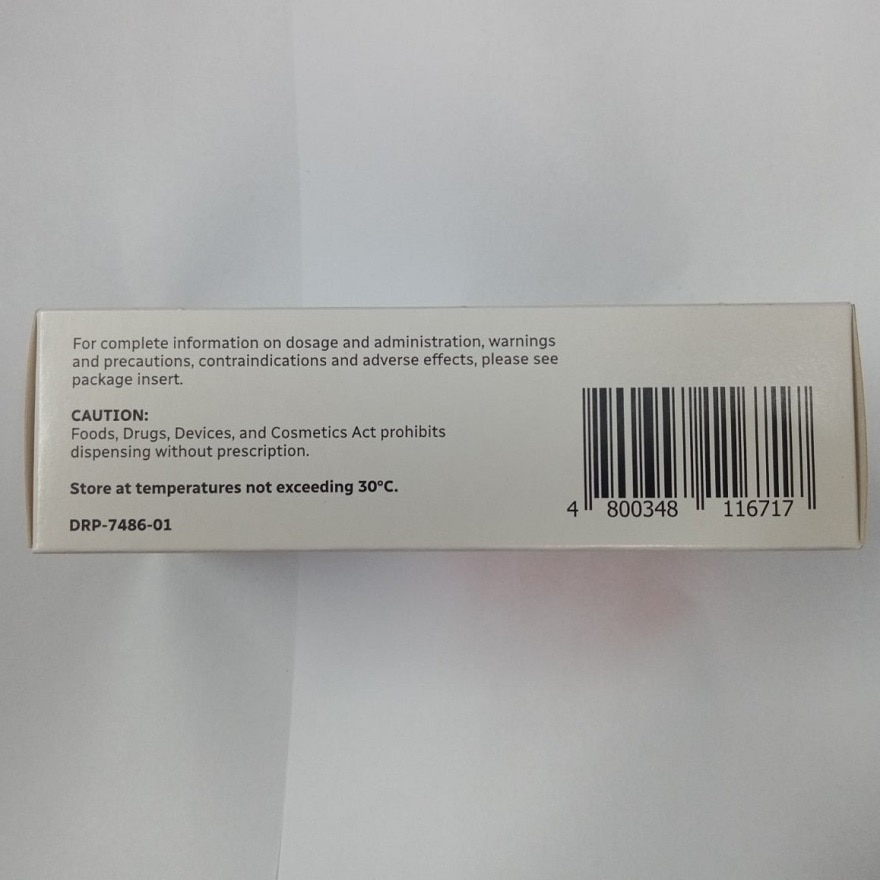 For complete information on dosage and administration, warnings
and precautions, contraindications and adverse effects, please see
package insert.
CAUTION:
Foods, Drugs, Devices, and Cosmetics Act prohibits
dispensing without prescription.
Store at temperatures not exceeding 30°C.
DRP-7486-01
4 800348 116717